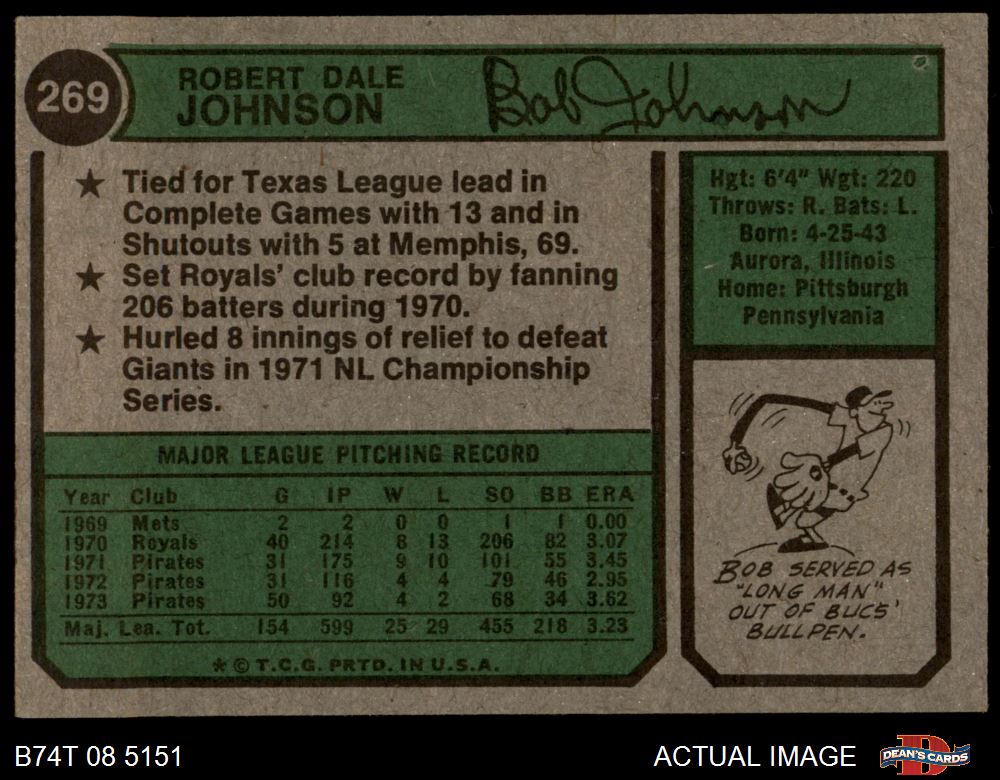 269
ROBERT DALE
JOHNSON
Bob Johnson
★ Tied for Texas League lead in
Complete Games with 13 and in
Shutouts with 5 at Memphis, 69.
★ Set Royals' club record by fanning
206 batters during 1970.
★ Hurled 8 innings of relief to defeat
Giants in 1971 NL Championship
Series.
Hgt: 6'4" Wgt: 220
Throws: R. Bats: L.
Born: 4-25-43
Aurora, Illinois
Home: Pittsburgh
Pennsylvania
MAJOR LEAGUE PITCHING RECORD
Year Club G IP W L SO BB ERA
1969 Mets 2 2 0 0 1 1 0.00
1970 Royals 40 214 8 13 206 82 3.07
1971 Pirates 31 175 9 10 101 55 3.45
1972 Pirates 31 116 4 4 79 46 2.95
1973 Pirates 50 92 4 2 68 34 3.62
Maj. Lea. Tot. 154 599 25 29 455 218 3.23
* © T.C.G. PRTD. IN U.S.A.
BOB SERVED AS
"LONG MAN"
OUT OF BUCS'
BULLPEN.
B74T 08 5151
ACTUAL IMAGE
DEAN'S CARDS